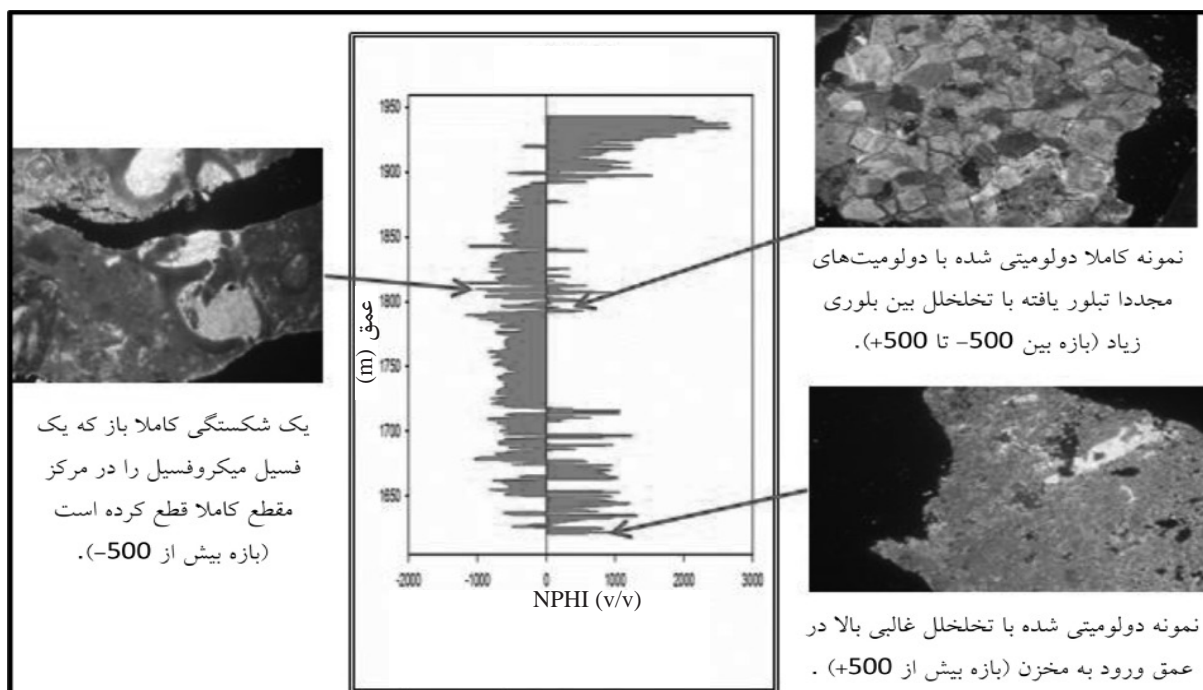 1950
1900
1850
1800
1750
1700
1650
عمق (m)
-2000
-1000
0
1000
2000
3000
NPHI (v/v)
نمونه کاملا دولومیتی شده با دولومیت‌های
مجددا تبلور یافته با تخلخل بین بلوری
زیاد (بازه بین 500– تا 500+).
یک شکستگی کاملا باز که یک
فسیل میکروفسیل را در مرکز
مقطع کاملا قطع کرده است
(بازه بیش از 500–).
نمونه دولومیتی شده با تخلخل غالبی بالا در
عمق ورود به مخزن (بازه بیش از 500+) .